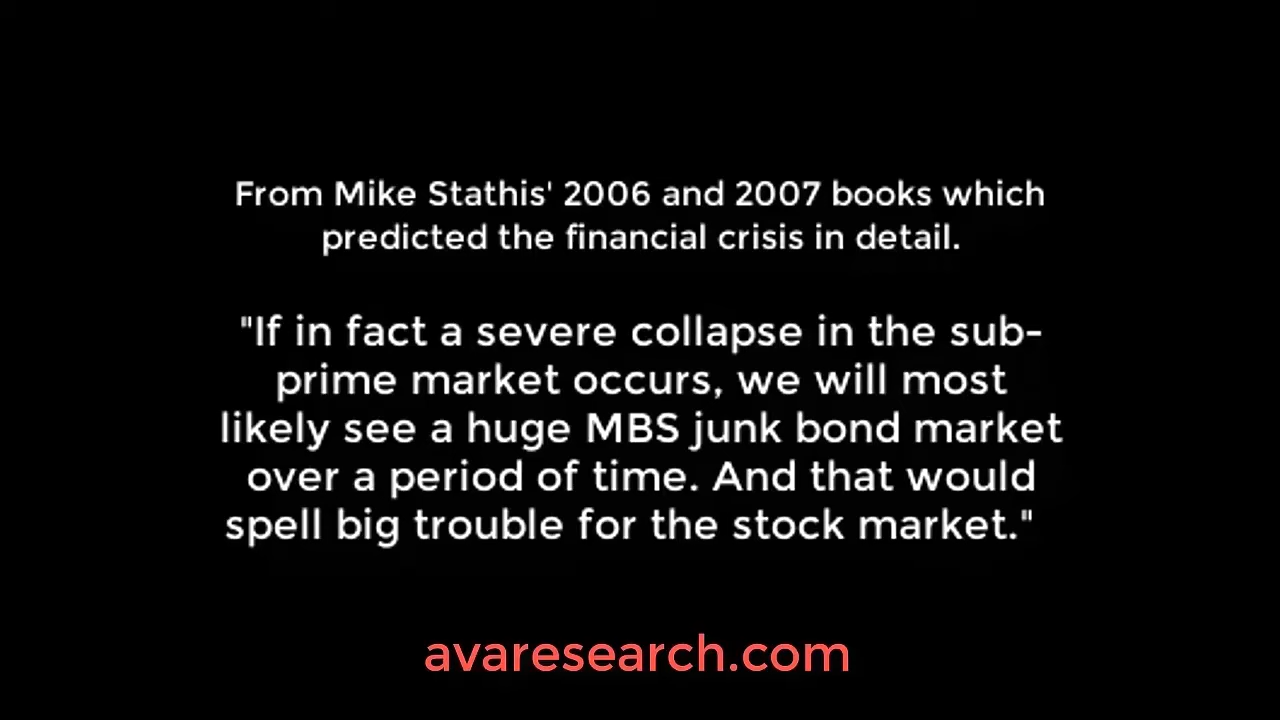 From Mike Stathis' 2006 and 2007 books which
predicted the financial crisis in detail.
"If in fact a severe collapse in the sub-
prime market occurs, we will most
likely see a huge MBS junk bond market
over a period of time. And that would
spell big trouble for the stock market."
avaresearch.com